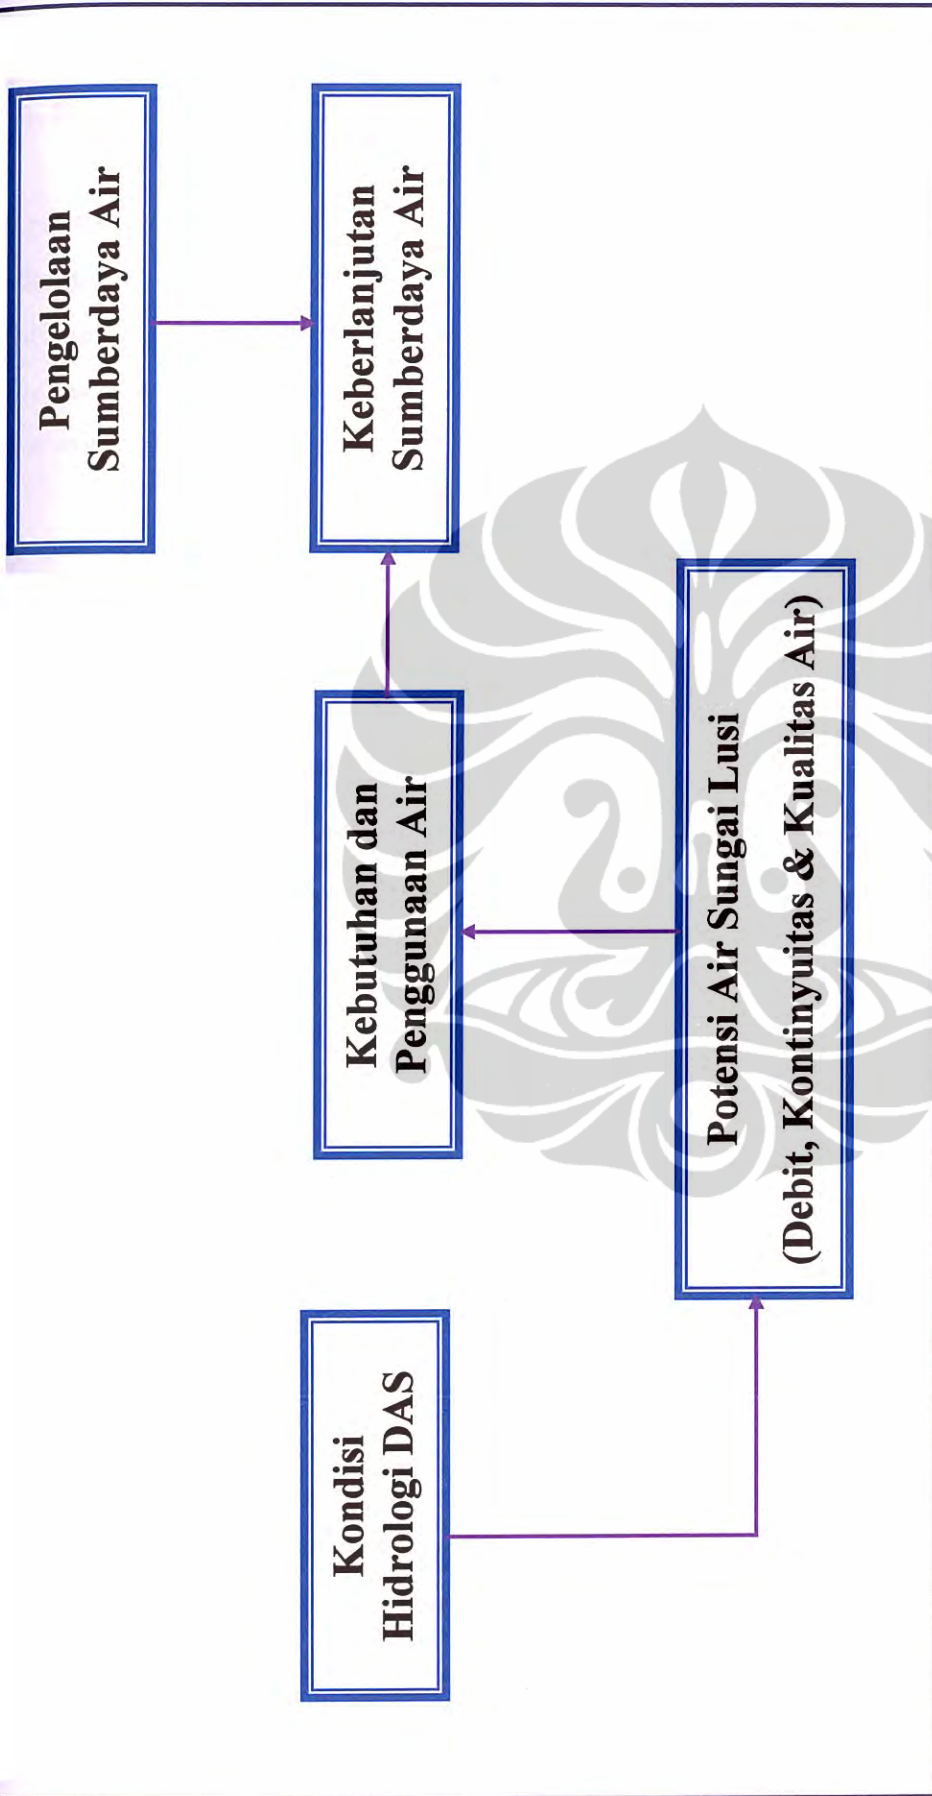 Pengelolaan
Sumberdaya Air
Keberlanjutan
Sumberdaya Air
Kebutuhan dan
Penggunaan Air
Kondisi
Hidrologi DAS
Potensi Air Sungai Lusi
(Debit, Kontinyuitas & Kualitas Air)